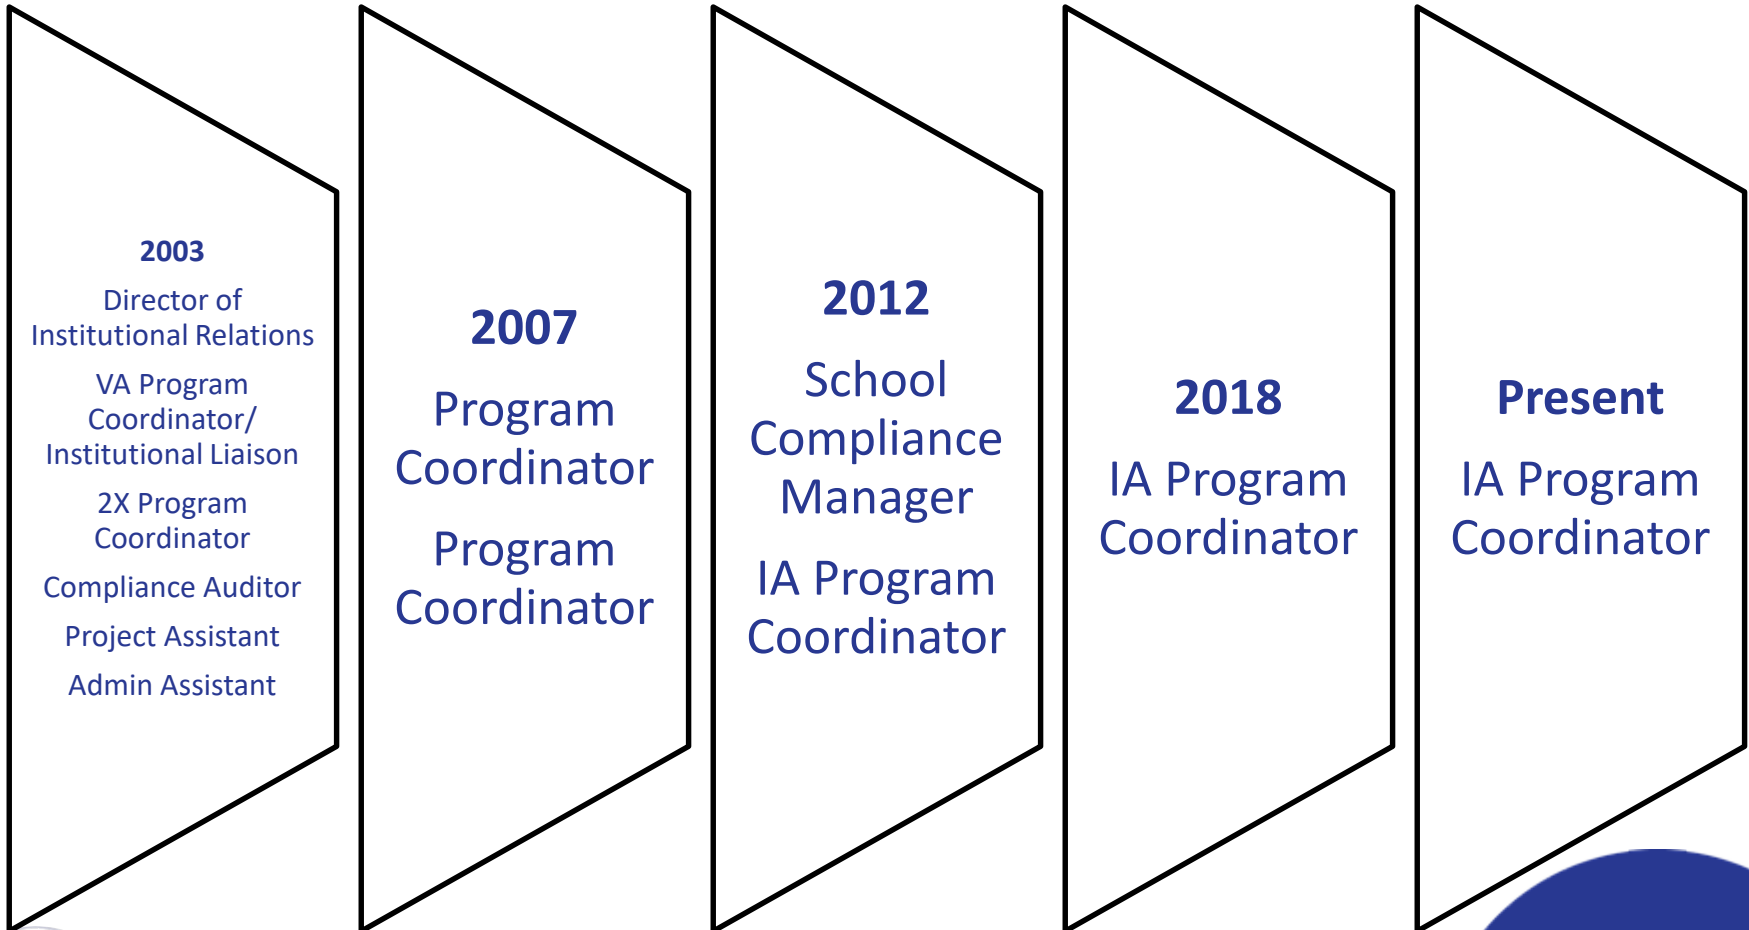 2003
Director of
Institutional Relations
VA Program
Coordinator/
Institutional Liaison
2X Program
Coordinator
Compliance Auditor
Project Assistant
Admin Assistant
2007
Program
Coordinator
Program
Coordinator
2012
School
Compliance
Manager
IA Program
Coordinator
2018
IA Program
Coordinator
Present
IA Program
Coordinator